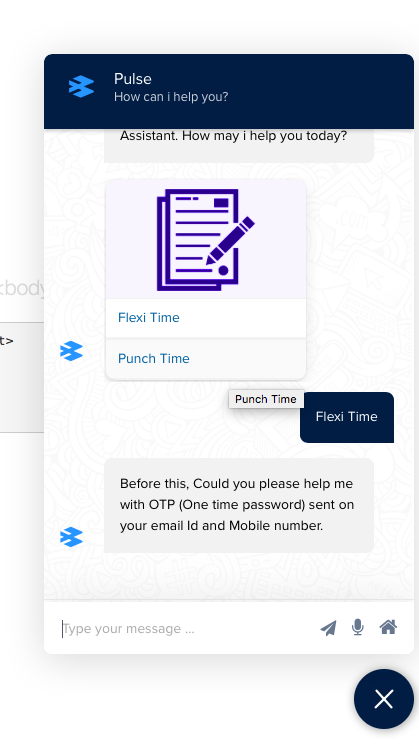 Pulse
How can i help you?
Assistant. How may i help you today?
<body
Flexi Time
t>
Punch Time
Punch Time
Flexi Time
Before this, Could you please help me
with OTP (One time password) sent on
your email Id and Mobile number.
Type your message ...